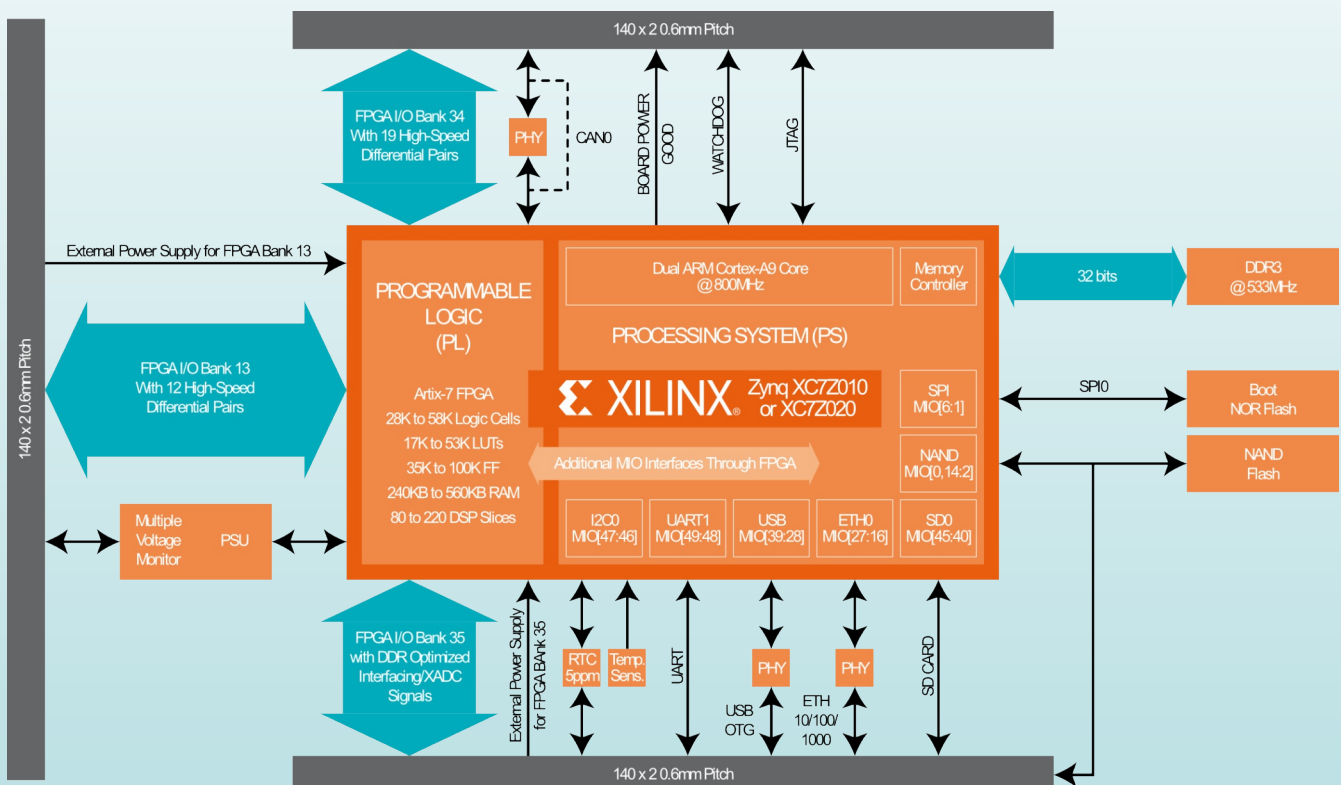 140 x 2 0.6mm Pitch
140 x 2 0.6mm Pitch
FPGA I/O Bank 34
With 19 High-Speed
Differential Pairs
PHY
CAN0
BOARD POWER
GOOD
WATCHDOG
JTAG
External Power Supply for FPGA Bank 13
PROGRAMMABLE
LOGIC
(PL)
Dual ARM Cortex-A9 Core
@ 800MHz
Memory
Controller
32 bits
DDR3
@ 533MHz
PROCESSING SYSTEM (PS)
FPGA I/O Bank 13
With 12 High-Speed
Differential Pairs
Artix-7 FPGA
28K to 58K Logic Cells
17K to 53K LUTs
35K to 100K FF
240KB to 560KB RAM
80 to 220 DSP Slices
XILINX®
Zynq XC7Z010
or XC7Z020
SPI
MIO[6:1]
SPI0
Boot
NOR Flash
Additional MIO Interfaces Through FPGA
NAND
MIO[0,14:2]
NAND
Flash
Multiple
Voltage
Monitor
PSU
I2C0
MIO[47:46]
UART1
MIO[49:48]
USB
MIO[39:28]
ETH0
MIO[27:16]
SD0
MIO[45:40]
FPGA I/O Bank 35
with DDR Optimized
Interfacing/XADC
Signals
External Power Supply
for FPGA BAnk 35
RTC
5ppm
Temp.
Sens.
UART
PHY
USB
OTG
PHY
ETH
10/100/
1000
SD CARD
140 x 2 0.6mm Pitch